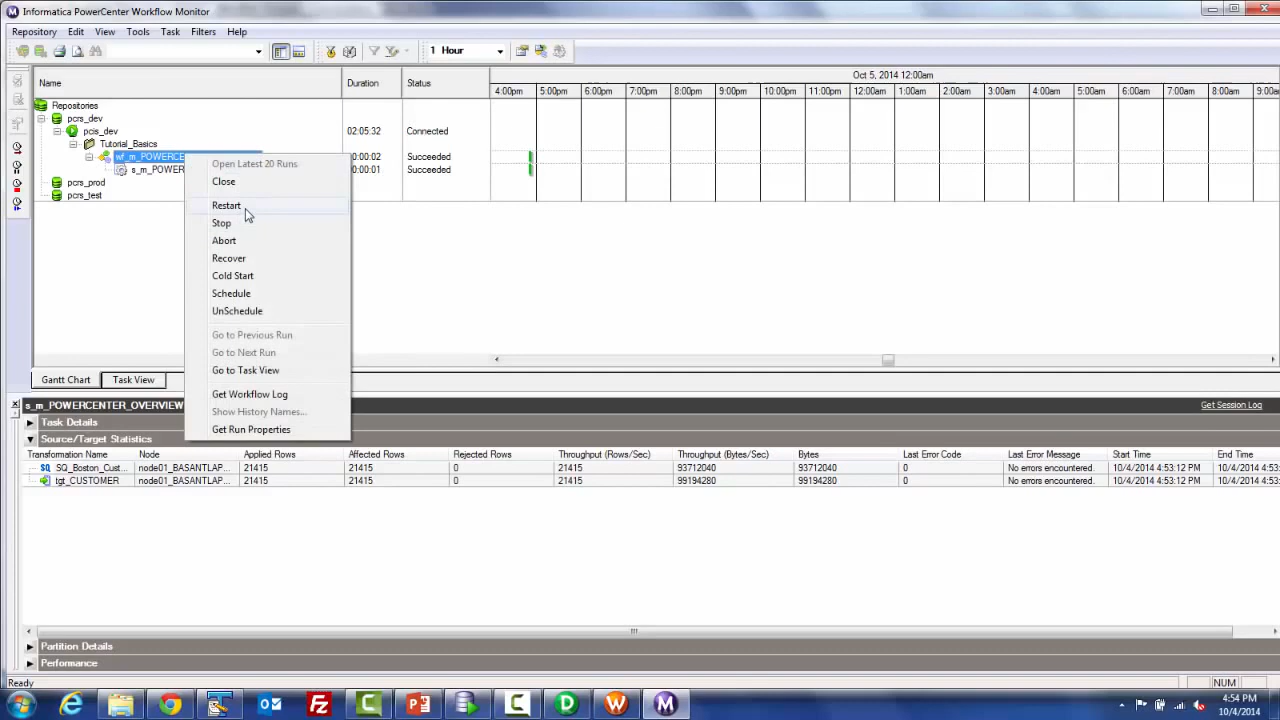 Informatica PowerCenter Workflow Monitor
Repository Edit View Tools Task Filters Help
1 Hour
Name Duration Status Oct 5, 2014 12:00am
4:00pm 5:00pm 6:00pm 7:00pm 8:00pm 9:00pm 10:00pm 11:00pm 12:00am 1:00am 2:00am 3:00am 4:00am 5:00am 6:00am 7:00am 8:00am 9:00a
Repositories
pcrs_dev
pcis_dev 02:05:32 Connected
Tutorial_Basics
wf_m_POWERCE 0:00:02 Succeeded
s_m_POWER 0:00:01 Succeeded
pcrs_prod
pcrs_test
Open Latest 20 Runs
Close
Restart
Stop
Abort
Recover
Cold Start
Schedule
UnSchedule
Go to Previous Run
Go to Next Run
Go to Task View
Get Workflow Log
Show History Names...
Get Run Properties
Gantt Chart Task View
s_m_POWERCENTER_OVERVIEW Get Session Log
Task Details
Source/Target Statistics
Transformation Name Node Applied Rows Affected Rows Rejected Rows Throughput (Rows/Sec) Throughput (Bytes/Sec) Bytes Last Error Code Last Error Message Start Time End Time
SQ_Boston_Cust... node01_BASANTLAP... 21415 21415 0 21415 93712040 93712040 0 No errors encountered. 10/4/2014 4:53:12 PM 10/4/2014 4:53:
tgt_CUSTOMER node01_BASANTLAP... 21415 21415 0 21415 99194280 99194280 0 No errors encountered. 10/4/2014 4:53:12 PM 10/4/2014 4:53:
Partition Details
Performance
Ready NUM
4:54 PM
10/4/2014